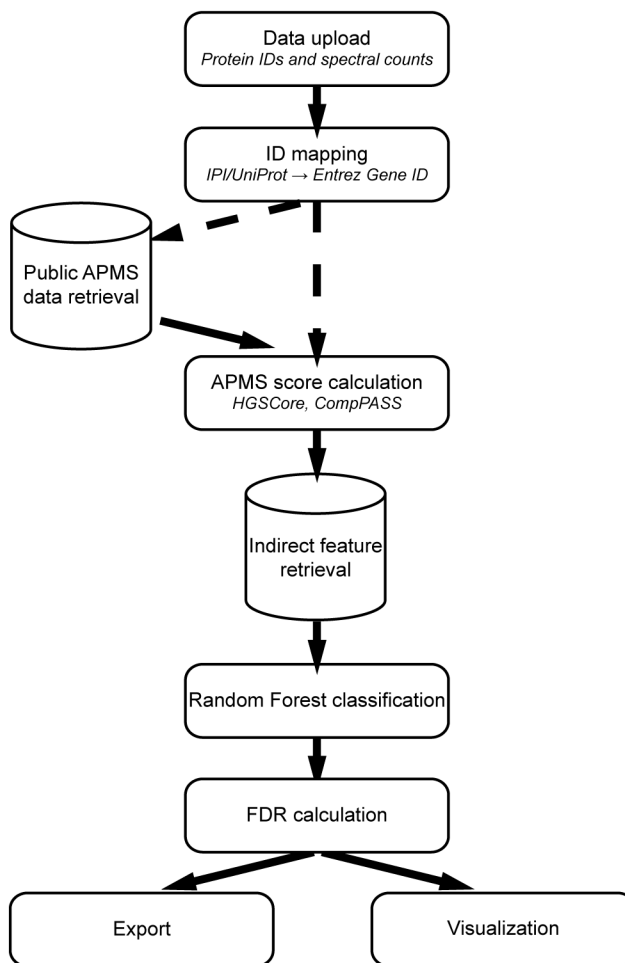 Data upload
Protein IDs and spectral counts
ID mapping
IPI/UniProt → Entrez Gene ID
Public APMS
data retrieval
APMS score calculation
HGSCore, CompPASS
Indirect feature
retrieval
Random Forest classification
FDR calculation
Export
Visualization